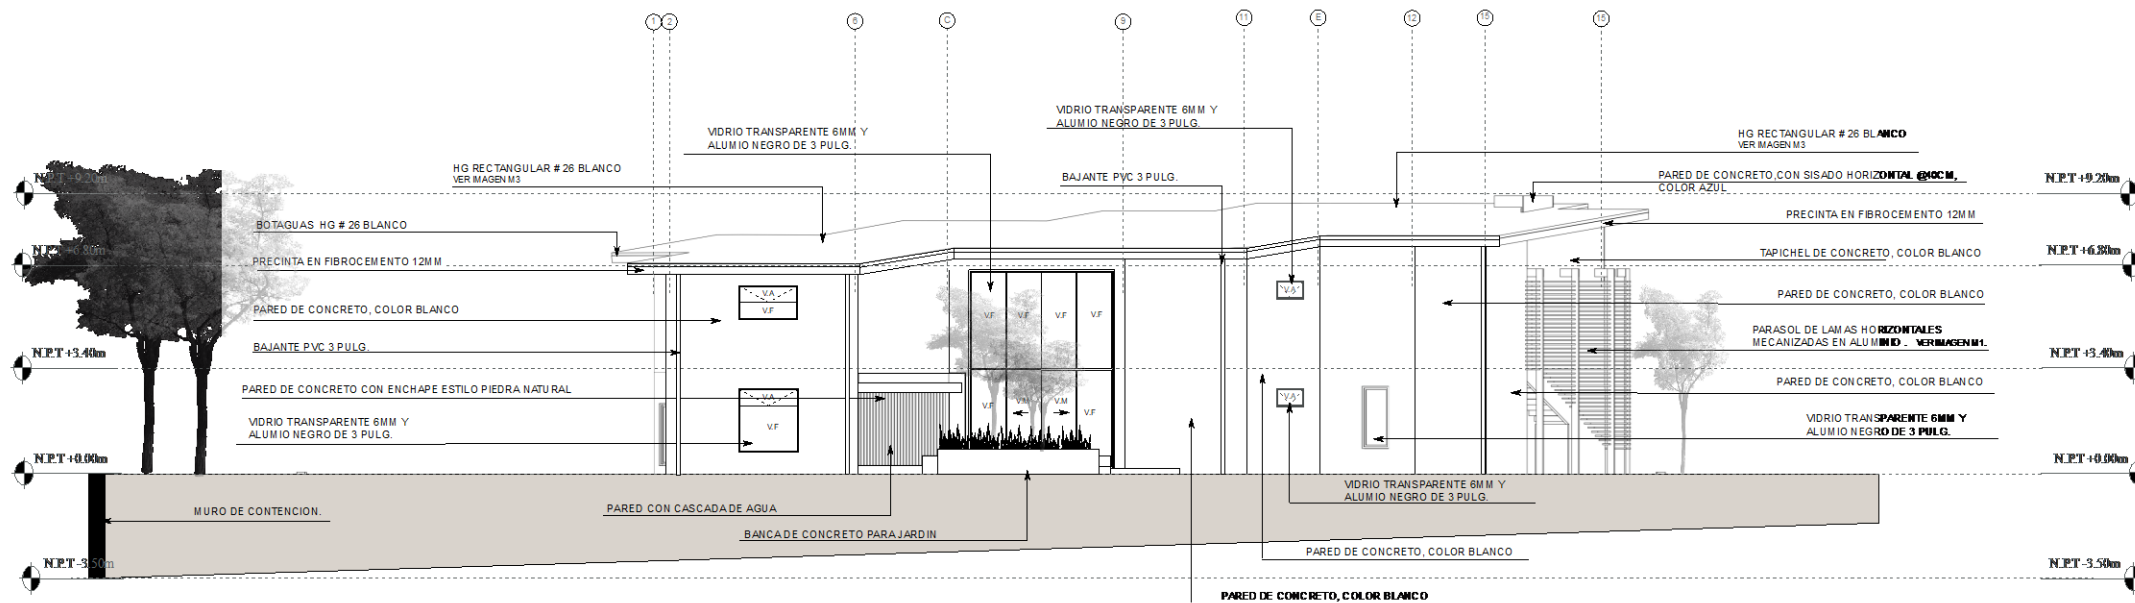 1
2
6
C
9
11
E
12
15
15
VIDRIO TRANSPARENTE 6MM Y
ALUMIO NEGRO DE 3 PULG.
VIDRIO TRANSPARENTE 6MM Y
ALUMIO NEGRO DE 3 PULG.
HG RECTANGULAR # 26 BLANCO
VER IMAGEN M3
HG RECTANGULAR # 26 BLANCO
VER IMAGEN M3
BAJANTE PVC 3 PULG.
PARED DE CONCRETO,CON SISADO HORIZONTAL @40CM,
COLOR AZUL
N.P.T +9.20m
N.P.T +9.20m
BOTAGUAS HG # 26 BLANCO
PRECINTA EN FIBROCEMENTO 12MM
N.P.T +6.80m
N.P.T +6.80m
PRECINTA EN FIBROCEMENTO 12MM
TAPICHEL DE CONCRETO, COLOR BLANCO
PARED DE CONCRETO, COLOR BLANCO
PARED DE CONCRETO, COLOR BLANCO
V.A
V.F
V.F
V.F
V.F
V.F
V.A
PARASOL DE LAMAS HORIZONTALES
MECANIZADAS EN ALUMINIO . VER IMAGEN M1.
BAJANTE PVC 3 PULG.
N.P.T +3.40m
N.P.T +3.40m
PARED DE CONCRETO CON ENCHAPE ESTILO PIEDRA NATURAL
PARED DE CONCRETO, COLOR BLANCO
V.A
V.F
V.F
V.M
V.M
V.F
V.A
VIDRIO TRANSPARENTE 6MM Y
ALUMIO NEGRO DE 3 PULG.
VIDRIO TRANSPARENTE 6MM Y
ALUMIO NEGRO DE 3 PULG.
N.P.T +0.00m
N.P.T +0.00m
VIDRIO TRANSPARENTE 6MM Y
ALUMIO NEGRO DE 3 PULG.
MURO DE CONTENCION.
PARED CON CASCADA DE AGUA
BANCA DE CONCRETO PARA JARDIN
PARED DE CONCRETO, COLOR BLANCO
N.P.T -3.50m
N.P.T -3.50m
PARED DE CONCRETO, COLOR BLANCO